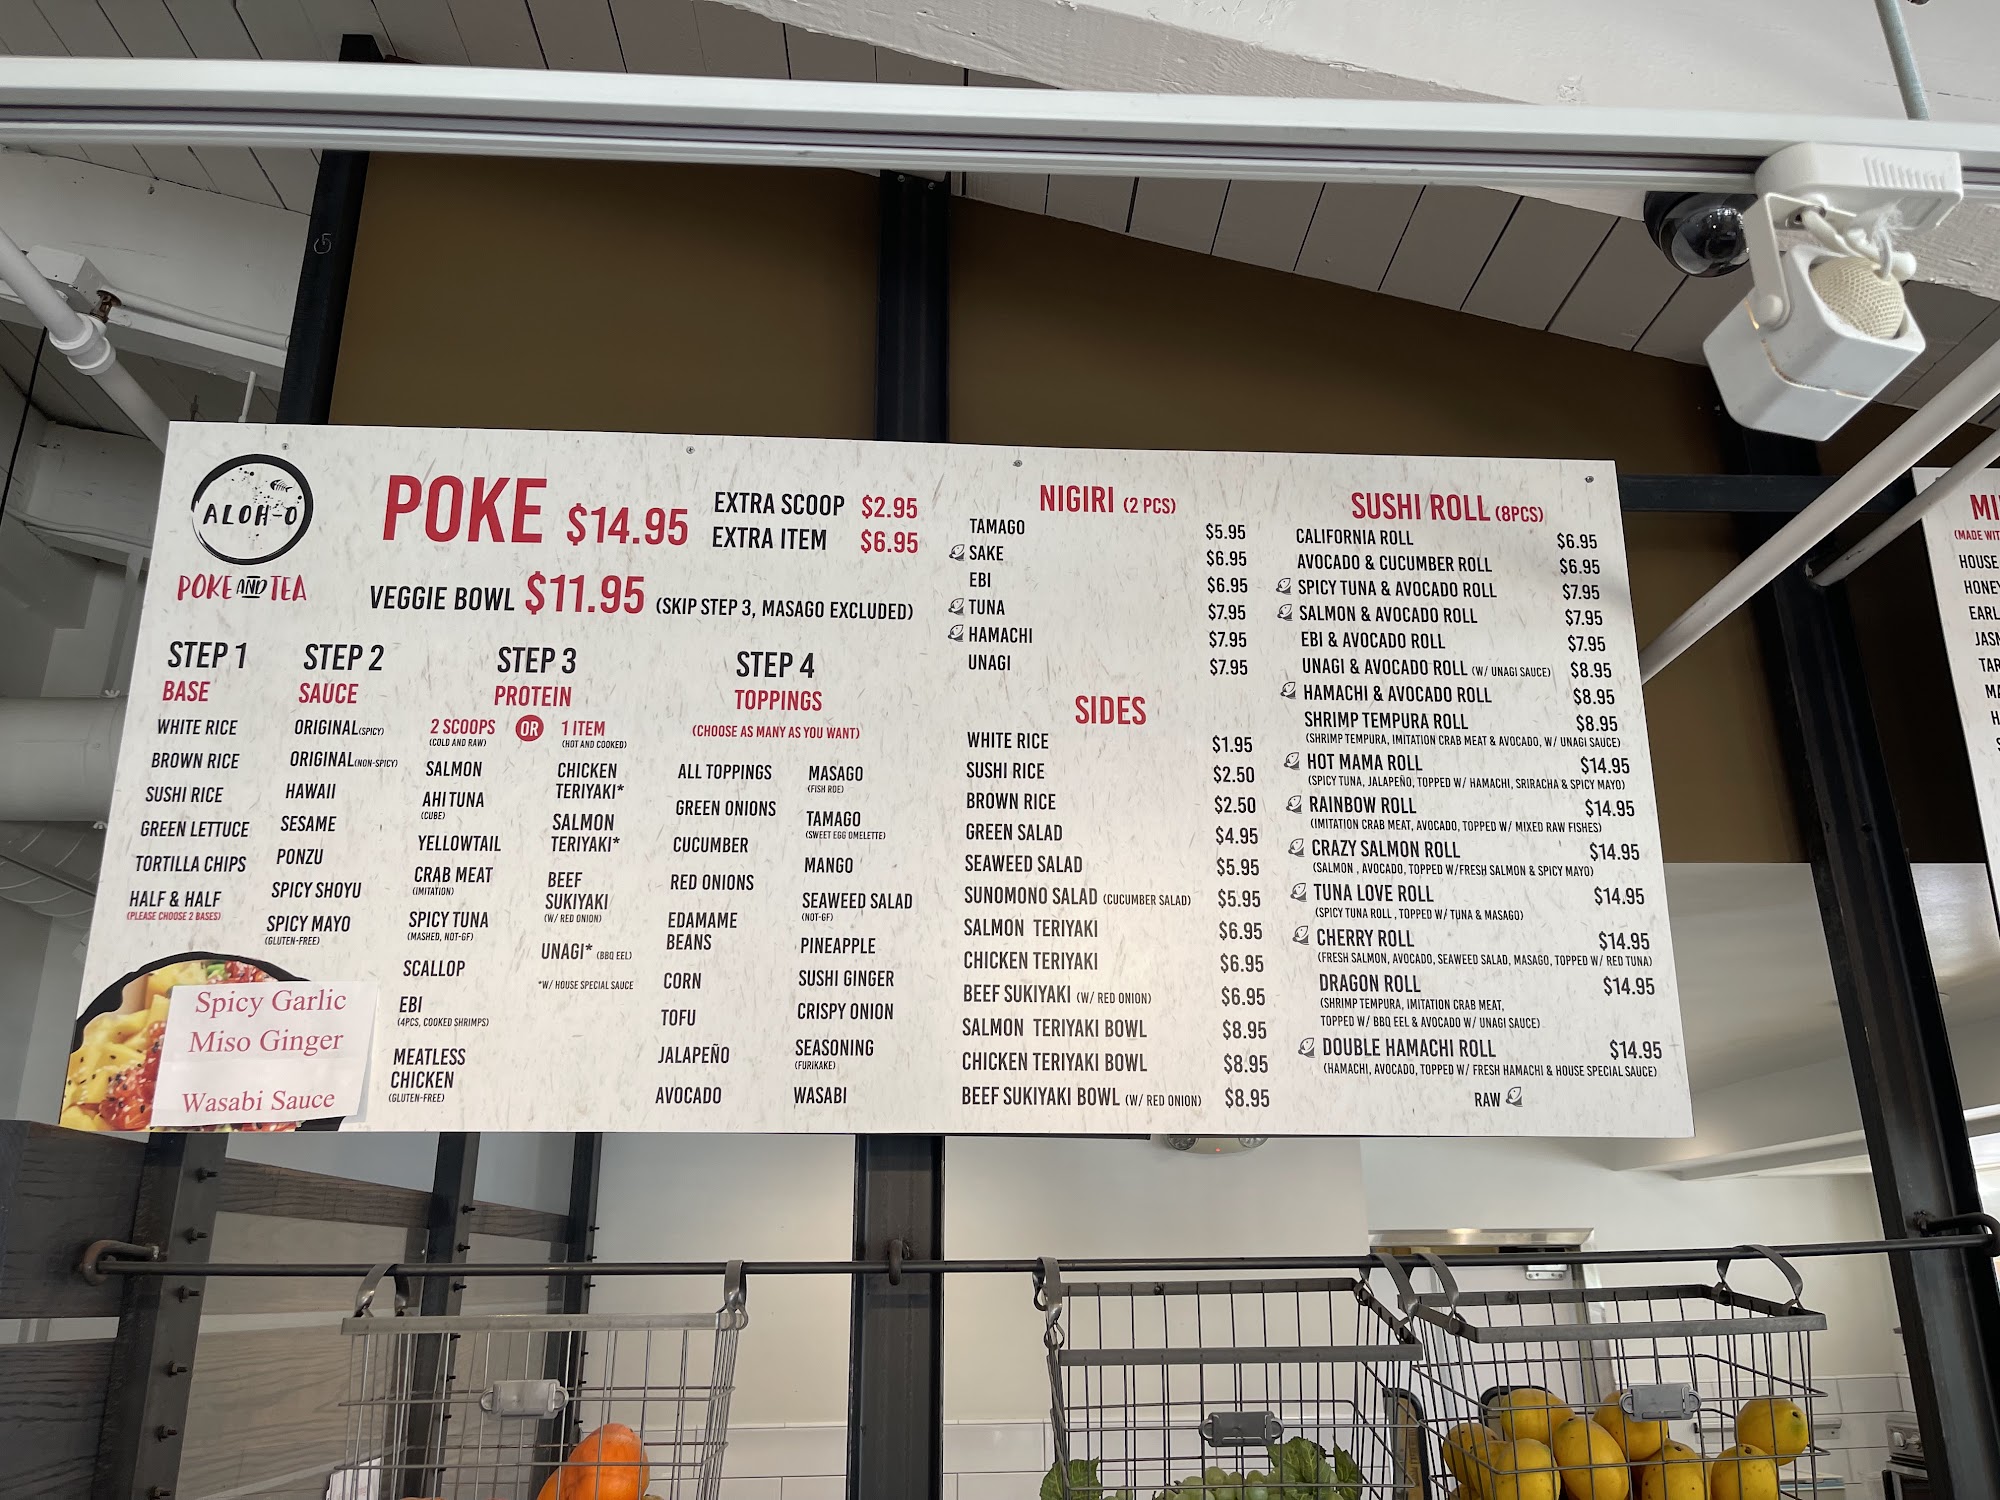 ALOH-O
POKE AND TEA
POKE $14.95
EXTRA SCOOP $2.95
EXTRA ITEM $6.95
VEGGIE BOWL $11.95 (SKIP STEP 3, MASAGO EXCLUDED)
STEP 1
BASE
WHITE RICE
BROWN RICE
SUSHI RICE
GREEN LETTUCE
TORTILLA CHIPS
HALF & HALF
(PLEASE CHOOSE 2 BASES)
Spicy Garlic
Miso Ginger
Wasabi Sauce
STEP 2
SAUCE
ORIGINAL (SPICY)
ORIGINAL (NON-SPICY)
HAWAII
SESAME
PONZU
SPICY SHOYU
SPICY MAYO
(GLUTEN-FREE)
STEP 3
PROTEIN
2 SCOOPS OR 1 ITEM
(COLD AND RAW)
(HOT AND COOKED)
SALMON
AHI TUNA
(CUBE)
YELLOWTAIL
CRAB MEAT
(IMITATION)
SPICY TUNA
(MASHED, NOT-GF)
SCALLOP
EBI
(4PCS, COOKED SHRIMPS)
MEATLESS
CHICKEN
(GLUTEN-FREE)
CHICKEN
TERIYAKI*
SALMON
TERIYAKI*
BEEF
SUKIYAKI
(W/ RED ONION)
UNAGI* (BBQ EEL)
*W/ HOUSE SPECIAL SAUCE
STEP 4
TOPPINGS
(CHOOSE AS MANY AS YOU WANT)
ALL TOPPINGS
GREEN ONIONS
CUCUMBER
RED ONIONS
EDAMAME
BEANS
CORN
TOFU
JALAPEÑO
AVOCADO
MASAGO
(FISH ROE)
TAMAGO
(SWEET EGG OMELETTE)
MANGO
SEAWEED SALAD
(NOT-GF)
PINEAPPLE
SUSHI GINGER
CRISPY ONION
SEASONING
(FURIKAKE)
WASABI
NIGIRI (2 PCS)
TAMAGO $5.95
SAKE $6.95
EBI $6.95
TUNA $7.95
HAMACHI $7.95
UNAGI $7.95
SIDES
WHITE RICE $1.95
SUSHI RICE $2.50
BROWN RICE $2.50
GREEN SALAD $4.95
SEAWEED SALAD $5.95
SUNOMONO SALAD (CUCUMBER SALAD) $5.95
SALMON TERIYAKI $6.95
CHICKEN TERIYAKI $6.95
BEEF SUKIYAKI (W/ RED ONION) $6.95
SALMON TERIYAKI BOWL $8.95
CHICKEN TERIYAKI BOWL $8.95
BEEF SUKIYAKI BOWL (W/ RED ONION) $8.95
SUSHI ROLL (8PCS)
CALIFORNIA ROLL $6.95
AVOCADO & CUCUMBER ROLL $6.95
SPICY TUNA & AVOCADO ROLL $7.95
SALMON & AVOCADO ROLL $7.95
EBI & AVOCADO ROLL $7.95
UNAGI & AVOCADO ROLL (W/ UNAGI SAUCE) $8.95
HAMACHI & AVOCADO ROLL $8.95
SHRIMP TEMPURA ROLL $8.95
(SHRIMP TEMPURA, IMITATION CRAB MEAT & AVOCADO, W/ UNAGI SAUCE)
HOT MAMA ROLL $14.95
(SPICY TUNA, JALAPEÑO, TOPPED W/ HAMACHI, SRIRACHA & SPICY MAYO)
RAINBOW ROLL $14.95
(IMITATION CRAB MEAT, AVOCADO, TOPPED W/ MIXED RAW FISHES)
CRAZY SALMON ROLL $14.95
(SALMON , AVOCADO, TOPPED W/FRESH SALMON & SPICY MAYO)
TUNA LOVE ROLL $14.95
(SPICY TUNA ROLL , TOPPED W/ TUNA & MASAGO)
CHERRY ROLL $14.95
(FRESH SALMON, AVOCADO, SEAWEED SALAD, MASAGO, TOPPED W/ RED TUNA)
DRAGON ROLL $14.95
(SHRIMP TEMPURA, IMITATION CRAB MEAT,
TOPPED W/ BBQ EEL & AVOCADO W/ UNAGI SAUCE)
DOUBLE HAMACHI ROLL $14.95
(HAMACHI, AVOCADO, TOPPED W/ FRESH HAMACHI & HOUSE SPECIAL SAUCE)
RAW
(MADE WIT
HOUSE
HONEY